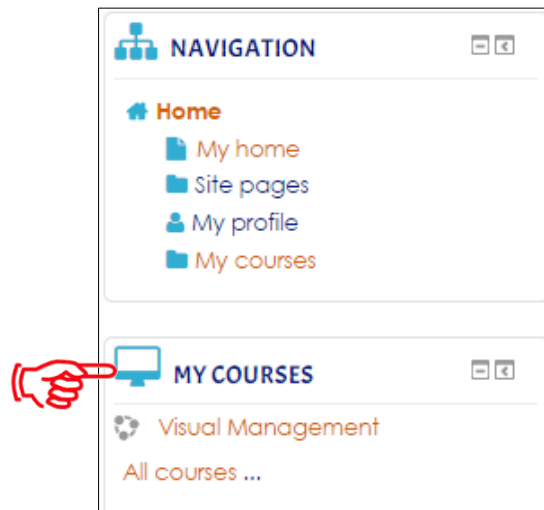 NAVIGATION
Home
My home
Site pages
My profile
My courses
MY COURSES
Visual Management
All courses ...